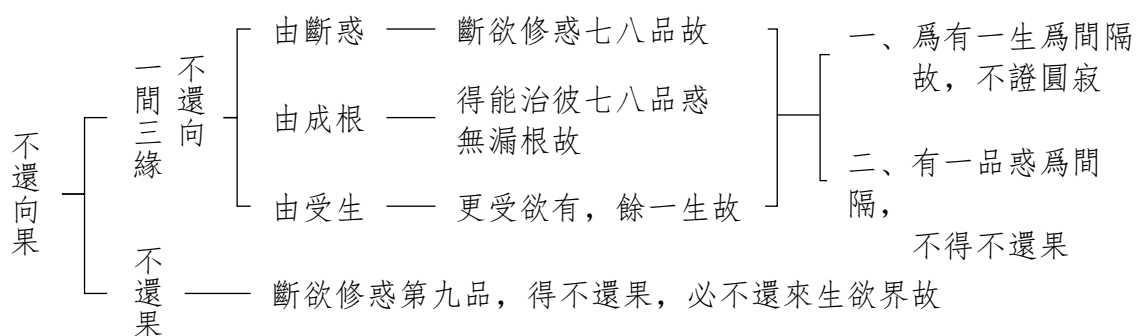 不還向果
一間三緣
不還向
由斷惑
斷欲修惑七八品故
由成根
得能治彼七八品惑
無漏根故
由受生
更受欲有，餘一生故
一、爲有一生爲間隔
故，不證圓寂
二、有一品惑爲間
隔，
不得不還果
不還果
斷欲修惑第九品，得不還果，必不還來生欲界故